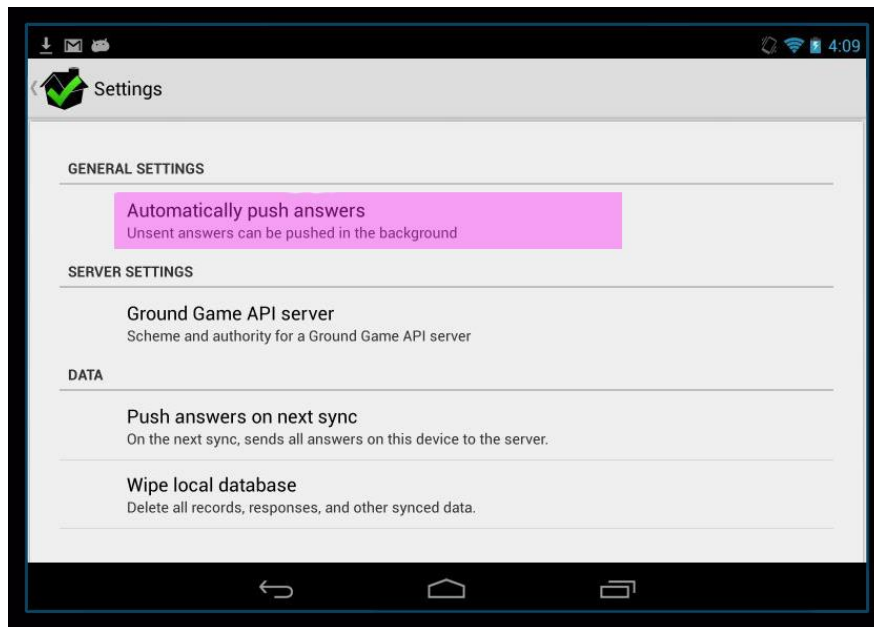 4:09
Settings
GENERAL SETTINGS
Automatically push answers
Unsent answers can be pushed in the background
SERVER SETTINGS
Ground Game API server
Scheme and authority for a Ground Game API server
DATA
Push answers on next sync
On the next sync, sends all answers on this device to the server.
Wipe local database
Delete all records, responses, and other synced data.